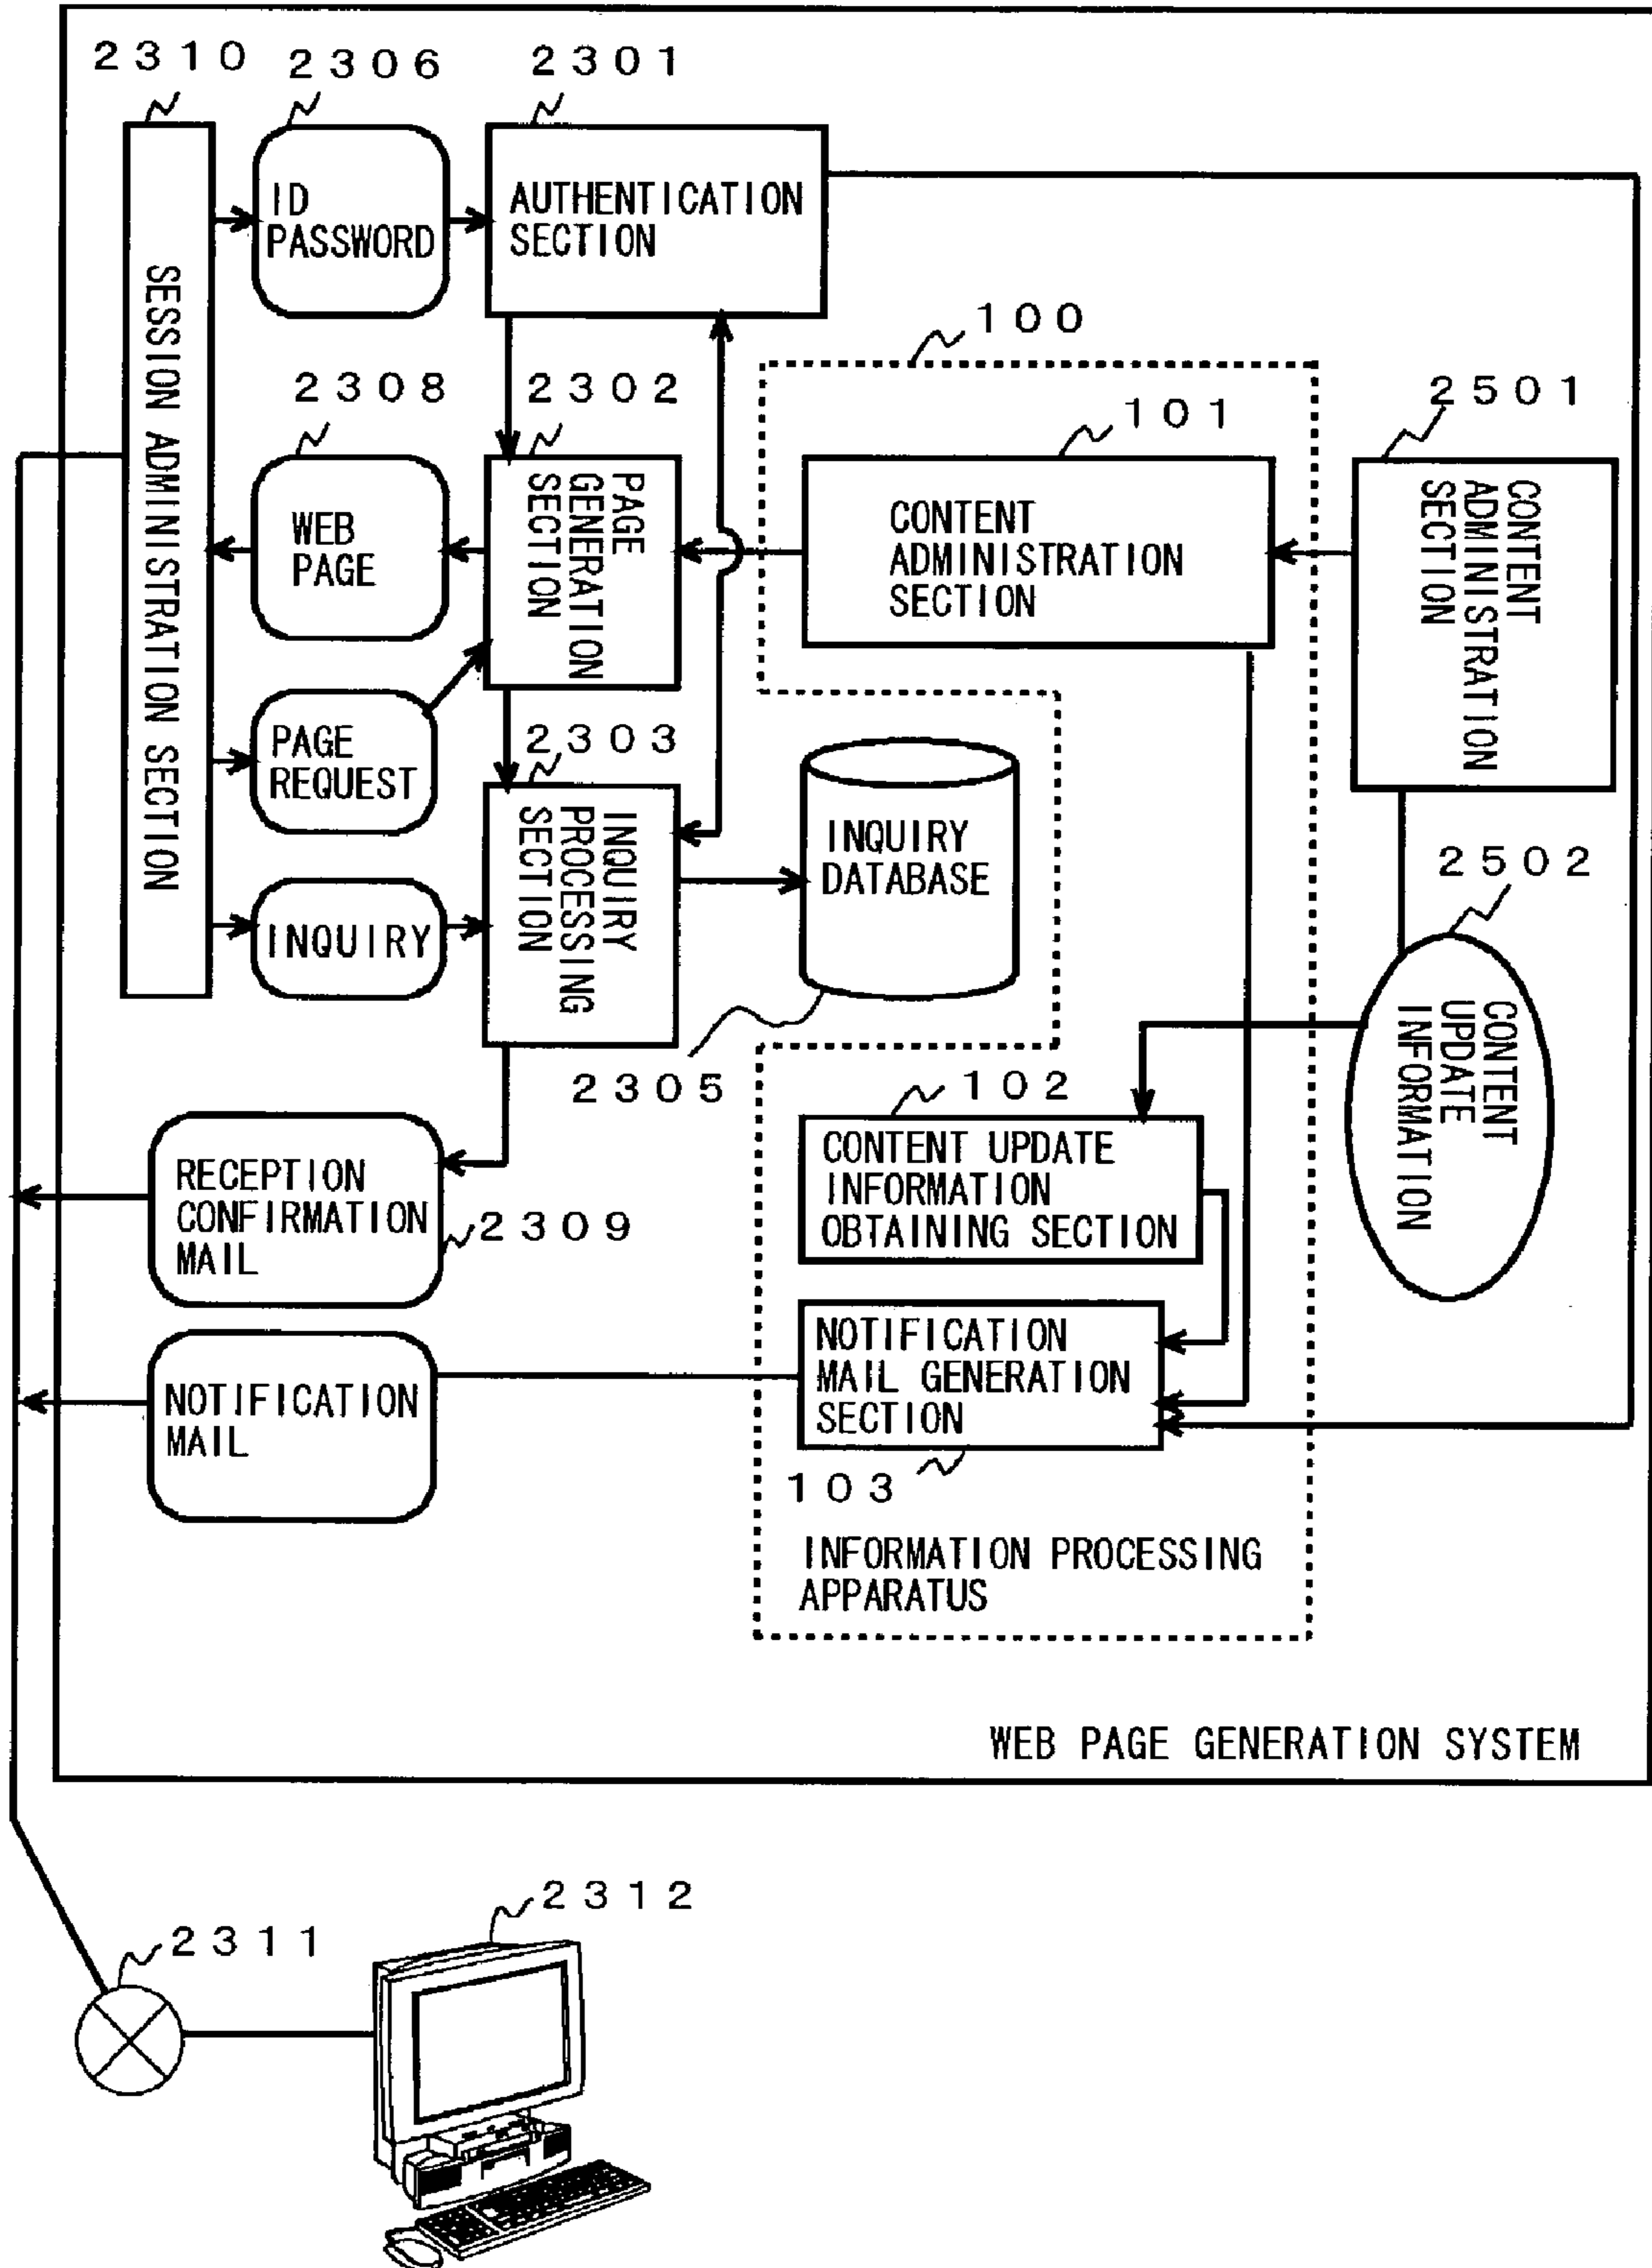 2310
2306
2301
ID
PASSWORD
AUTHENTICATION
SECTION
SESSION ADMINISTRATION SECTION
100
2308
2302
101
2501
WEB
PAGE
PAGE
GENERATION
SECTION
CONTENT
ADMINISTRATION
SECTION
CONTENT
ADMINISTRATION
SECTION
PAGE
REQUEST
2303
INQUIRY
PROCESSING
SECTION
INQUIRY
DATABASE
2502
INQUIRY
CONTENT
UPDATE
INFORMATION
2305
102
RECEPTION
CONFIRMATION
MAIL
2309
CONTENT UPDATE
INFORMATION
OBTAINING SECTION
NOTIFICATION
MAIL
NOTIFICATION
MAIL GENERATION
SECTION
103
INFORMATION PROCESSING
APPARATUS
WEB PAGE GENERATION SYSTEM
2312
2311